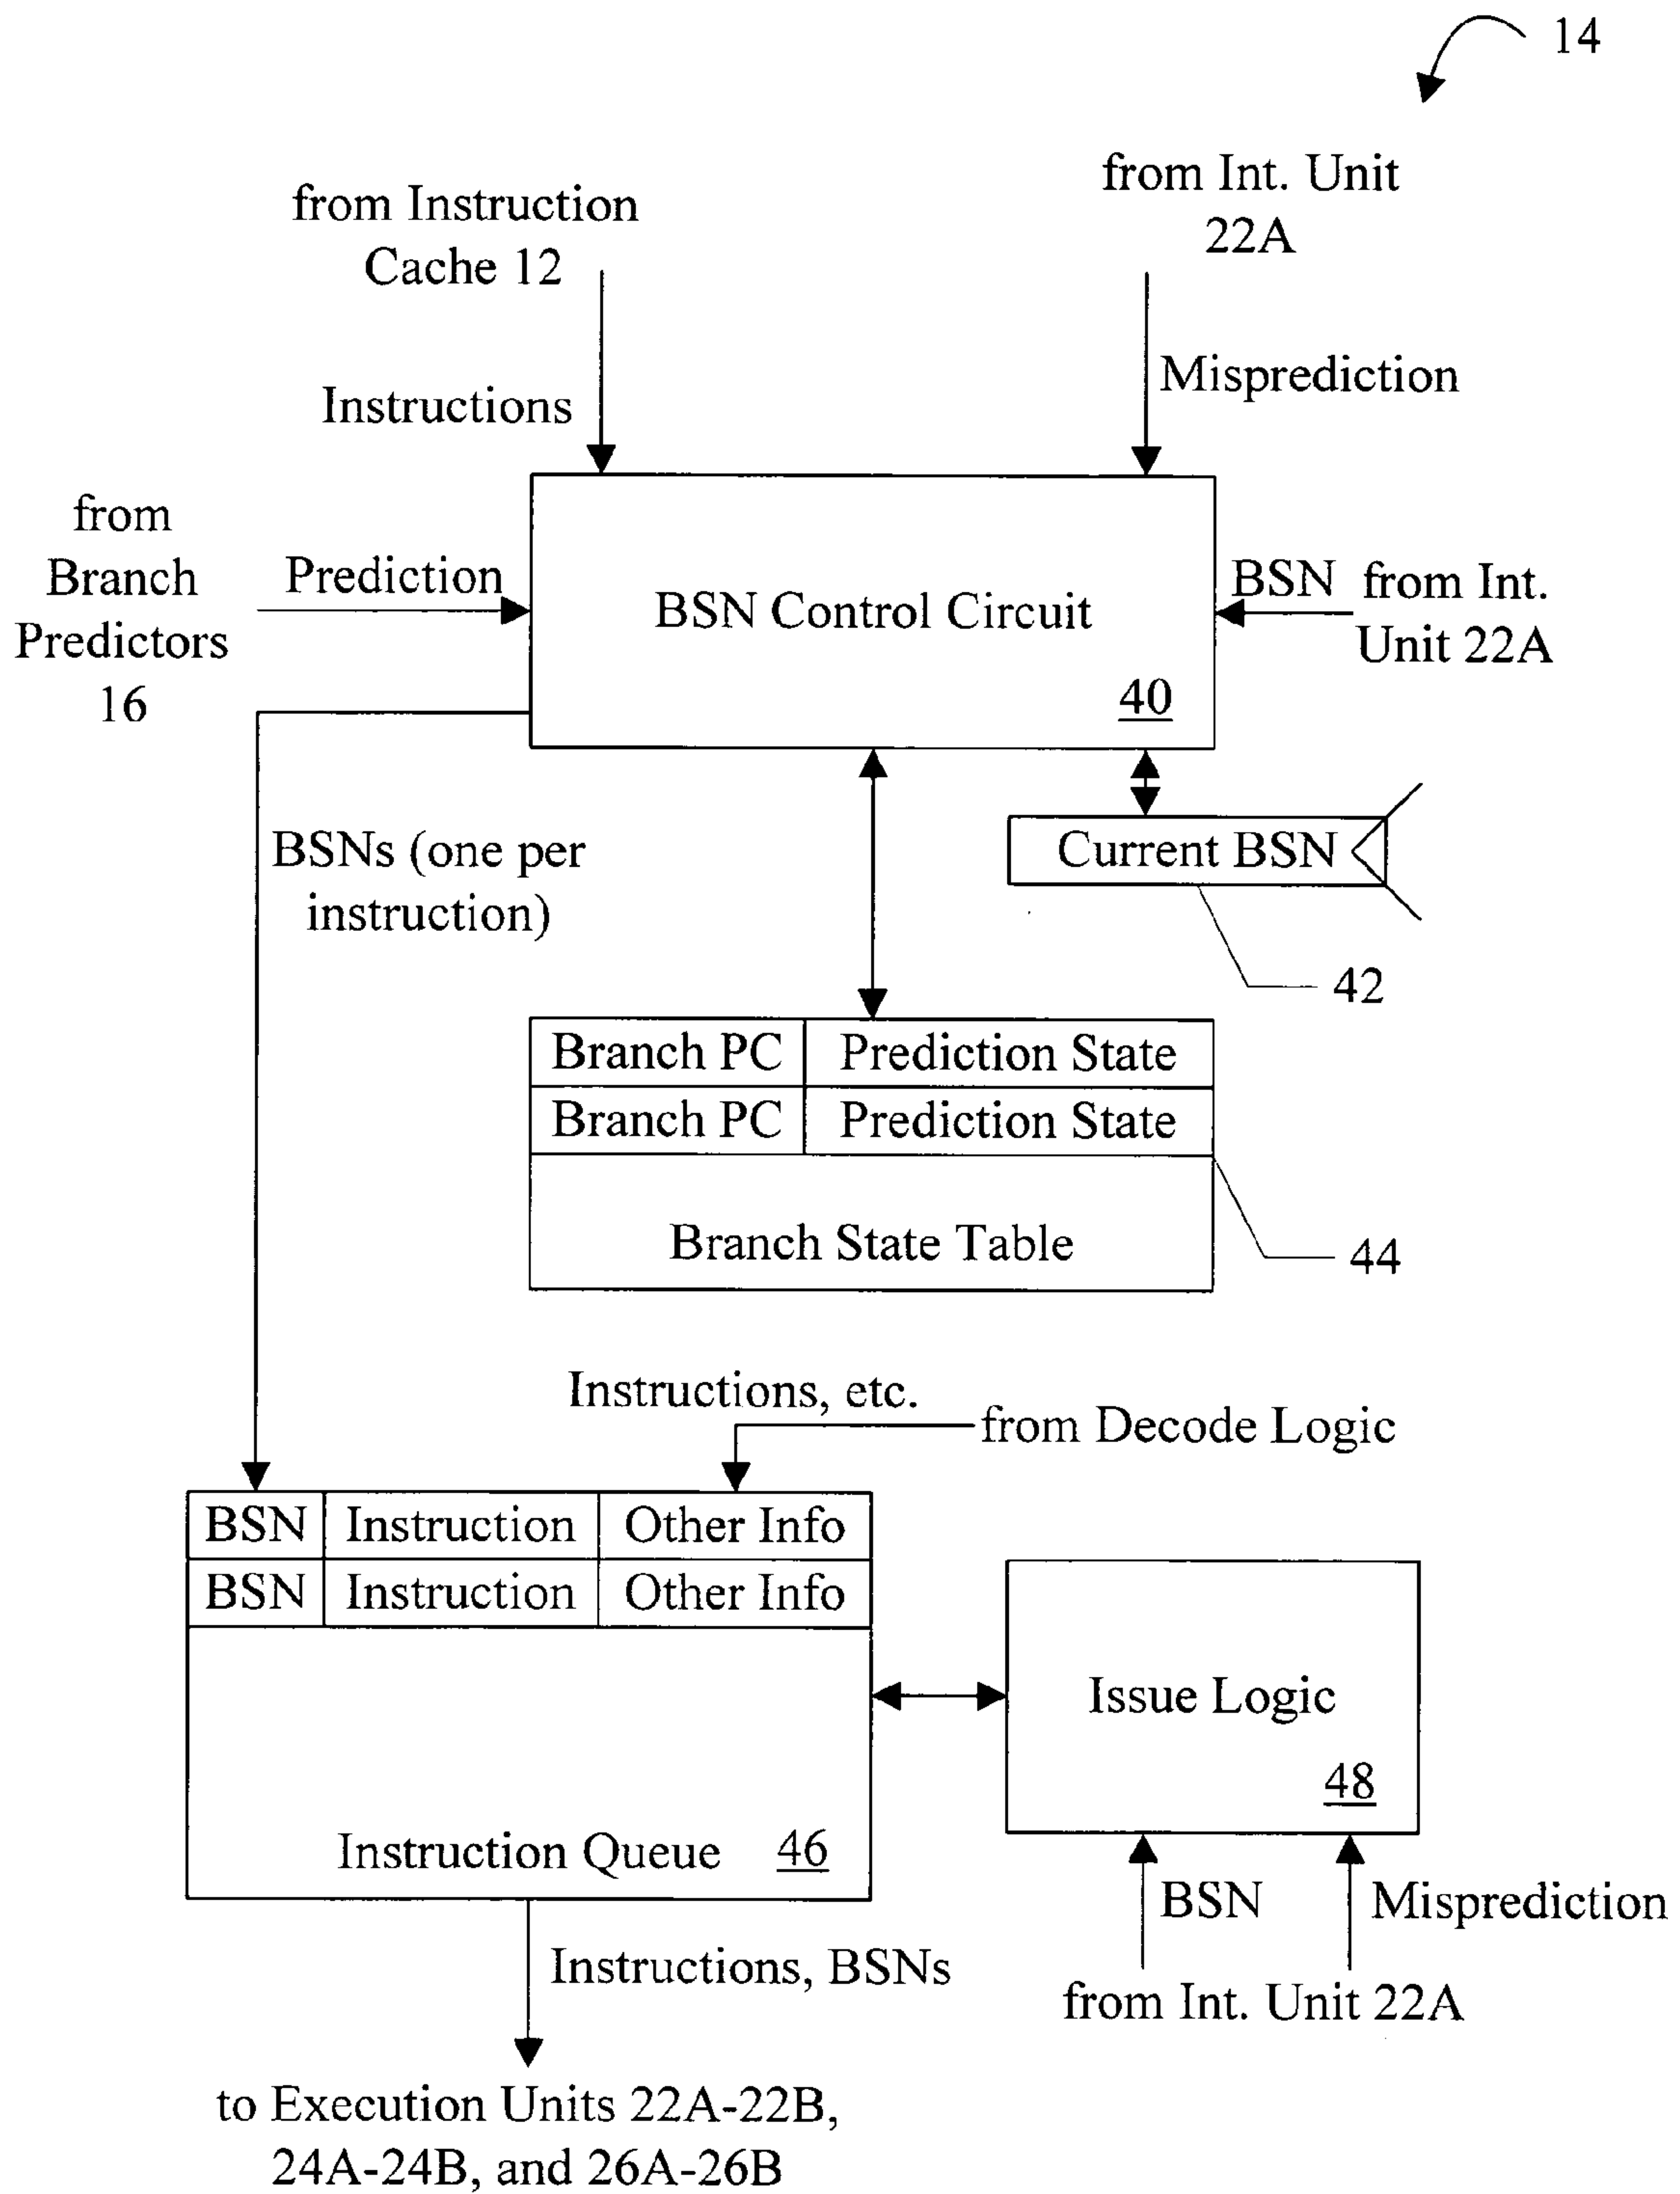 14
from Int. Unit
22A
from Instruction
Cache 12
Misprediction
Instructions
from
Branch
Predictors
16
Prediction
BSN Control Circuit
40
BSN from Int.
Unit 22A
BSNs (one per
instruction)
Current BSN
42
Branch PC Prediction State
Branch PC Prediction State
Branch State Table
44
Instructions, etc.
from Decode Logic
BSN Instruction Other Info
BSN Instruction Other Info
Issue Logic
48
Instruction Queue 46
BSN Misprediction
from Int. Unit 22A
Instructions, BSNs
to Execution Units 22A-22B,
24A-24B, and 26A-26B